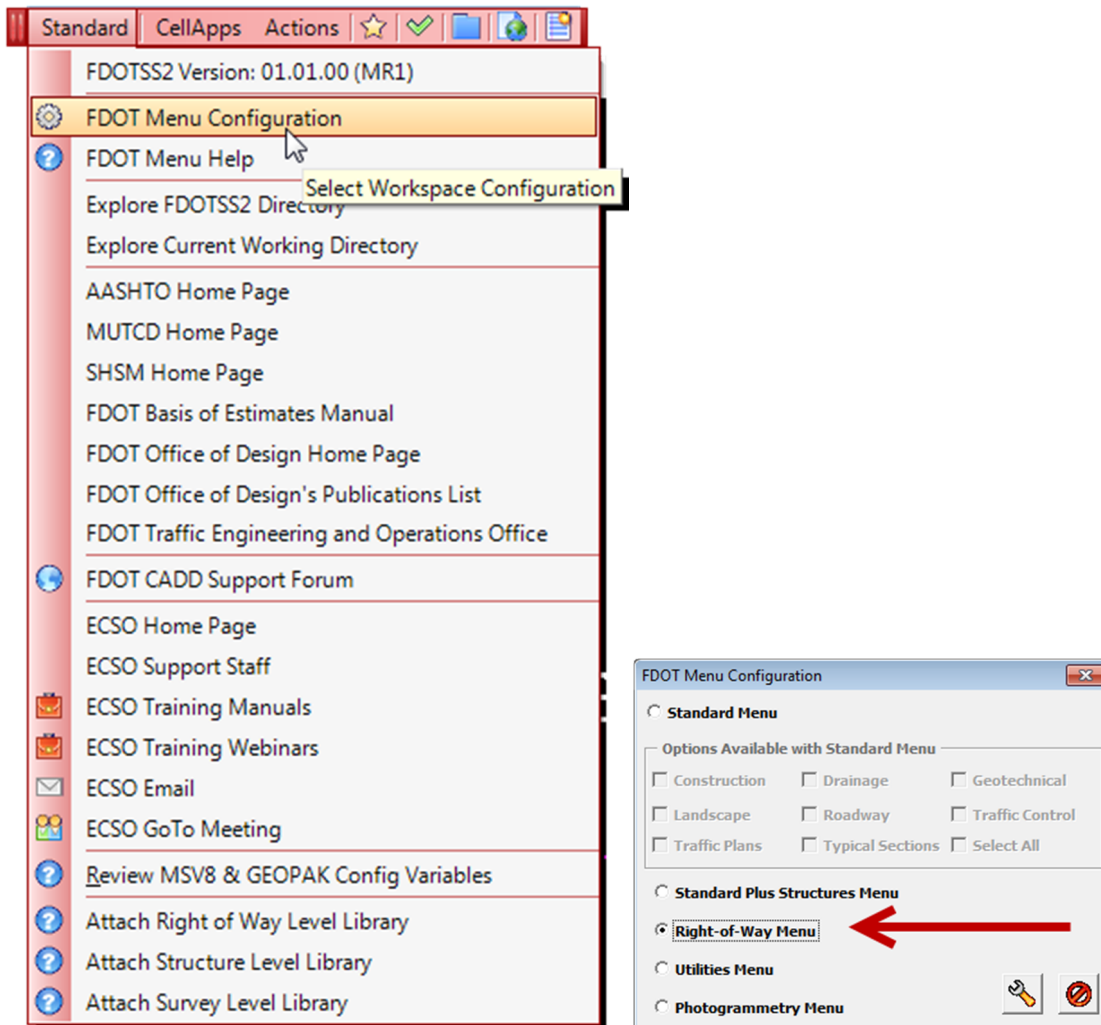 Standard CellApps Actions
FDOTSS2 Version: 01.01.00 (MR1)
FDOT Menu Configuration
FDOT Menu Help
Select Workspace Configuration
Explore FDOTSS2 Directory
Explore Current Working Directory
AASHTO Home Page
MUTCD Home Page
SHSM Home Page
FDOT Basis of Estimates Manual
FDOT Office of Design Home Page
FDOT Office of Design's Publications List
FDOT Traffic Engineering and Operations Office
FDOT CADD Support Forum
ECSO Home Page
ECSO Support Staff
ECSO Training Manuals
ECSO Training Webinars
ECSO Email
ECSO GoTo Meeting
Review MSV8 & GEOPAK Config Variables
Attach Right of Way Level Library
Attach Structure Level Library
Attach Survey Level Library
FDOT Menu Configuration
Standard Menu
Options Available with Standard Menu
Construction Drainage Geotechnical
Landscape Roadway Traffic Control
Traffic Plans Typical Sections Select All
Standard Plus Structures Menu
Right-of-Way Menu
Utilities Menu
Photogrammetry Menu